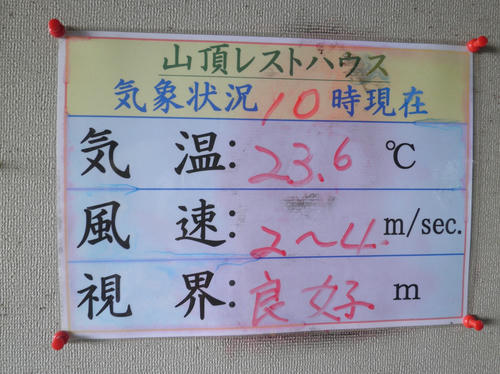 山頂レストハウス
気象状況 10 時現在
気 温: 23.6 ℃
風 速: 2〜4. m/sec.
視 界: 良好 m